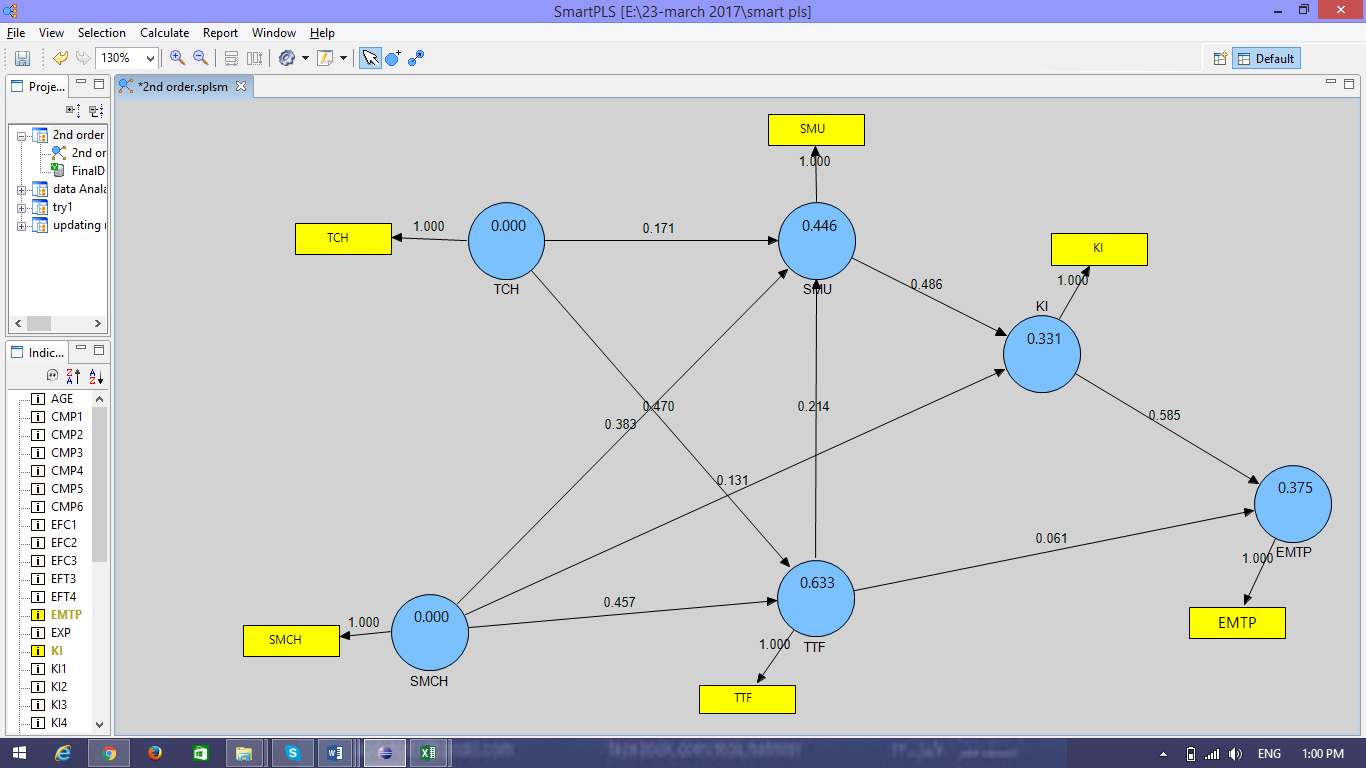 SmartPLS [E:\23-march 2017\smart pls]
File View Selection Calculate Report Window Help
130%
Default
Proje...
*2nd order.splsm
2nd order
2nd or
FinalD
data Anala
try1
updating r
Indic...
AGE
CMP1
CMP2
CMP3
CMP4
CMP5
CMP6
EFC1
EFC2
EFC3
EFT3
EFT4
EMTP
EXP
KI
KI1
KI2
KI3
KI4
SMU
1.000
TCH
1.000
0.000
TCH
0.171
0.446
SMU
KI
1.000
0.486
KI
0.331
0.470
0.383
0.214
0.585
0.131
0.375
EMTP
0.061
1.000
EMTP
0.633
TTF
1.000
TTF
0.457
0.000
SMCH
1.000
SMCH
ENG
1:00 PM